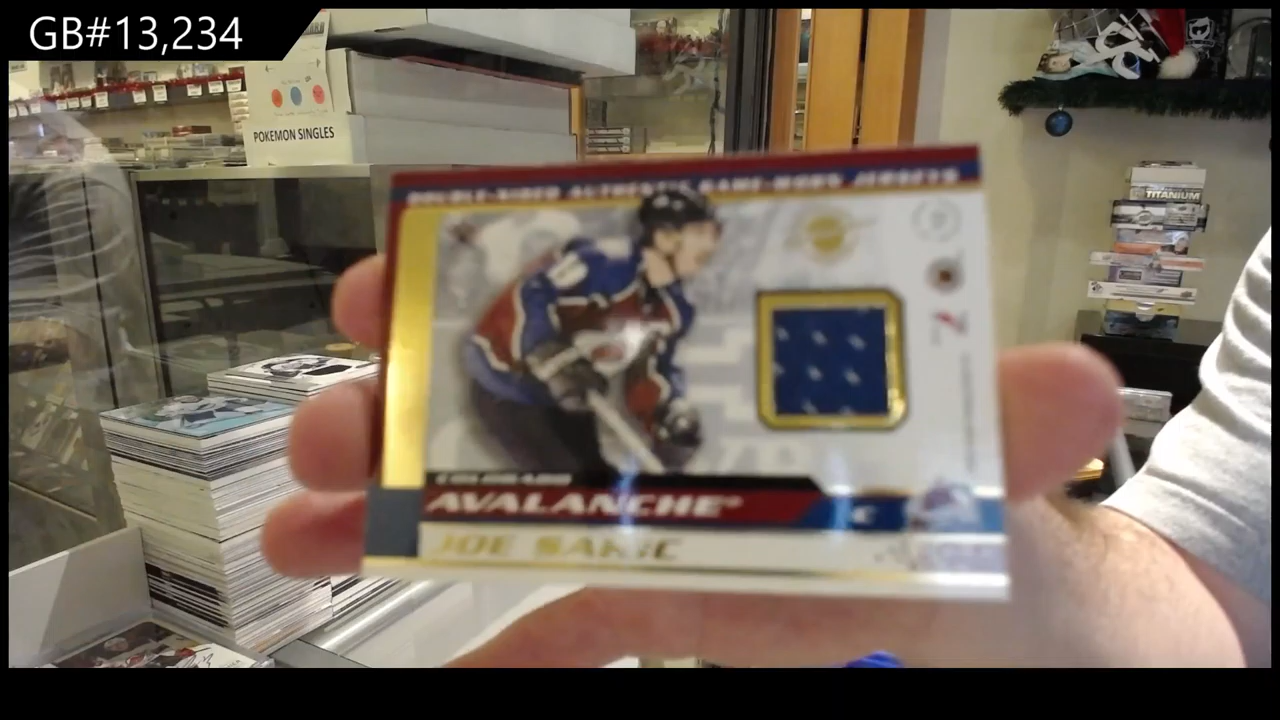 GB#13,234
POKEMON SINGLES
TITANIUM
DOUBLE-SIDED AUTHENTIC GAME-WORN JERSEYS
COLORADO
AVALANCHE
C
JOE SAKIC